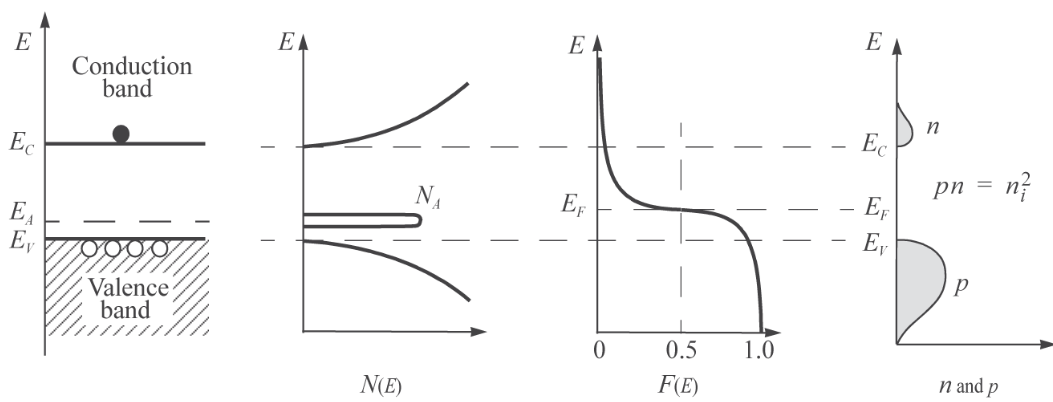 E
Conduction
band
E_C
E_A
E_V
Valence
band
E
N_A
N(E)
E
E_F
0
0.5
1.0
F(E)
E
n
E_C
pn = n_i^2
E_F
E_V
p
n and p